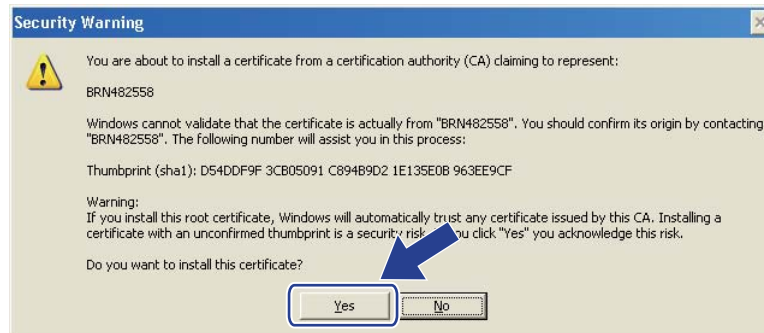 Security Warning
You are about to install a certificate from a certification authority (CA) claiming to represent:
BRN482558
Windows cannot validate that the certificate is actually from "BRN482558". You should confirm its origin by contacting
"BRN482558". The following number will assist you in this process:
Thumbprint (sha1): D54DDF9F 3CB05091 C894B9D2 1E135E0B 963EE9CF
Warning:
If you install this root certificate, Windows will automatically trust any certificate issued by this CA. Installing a
certificate with an unconfirmed thumbprint is a security risk. you click "Yes" you acknowledge this risk.
Do you want to install this certificate?
Yes No